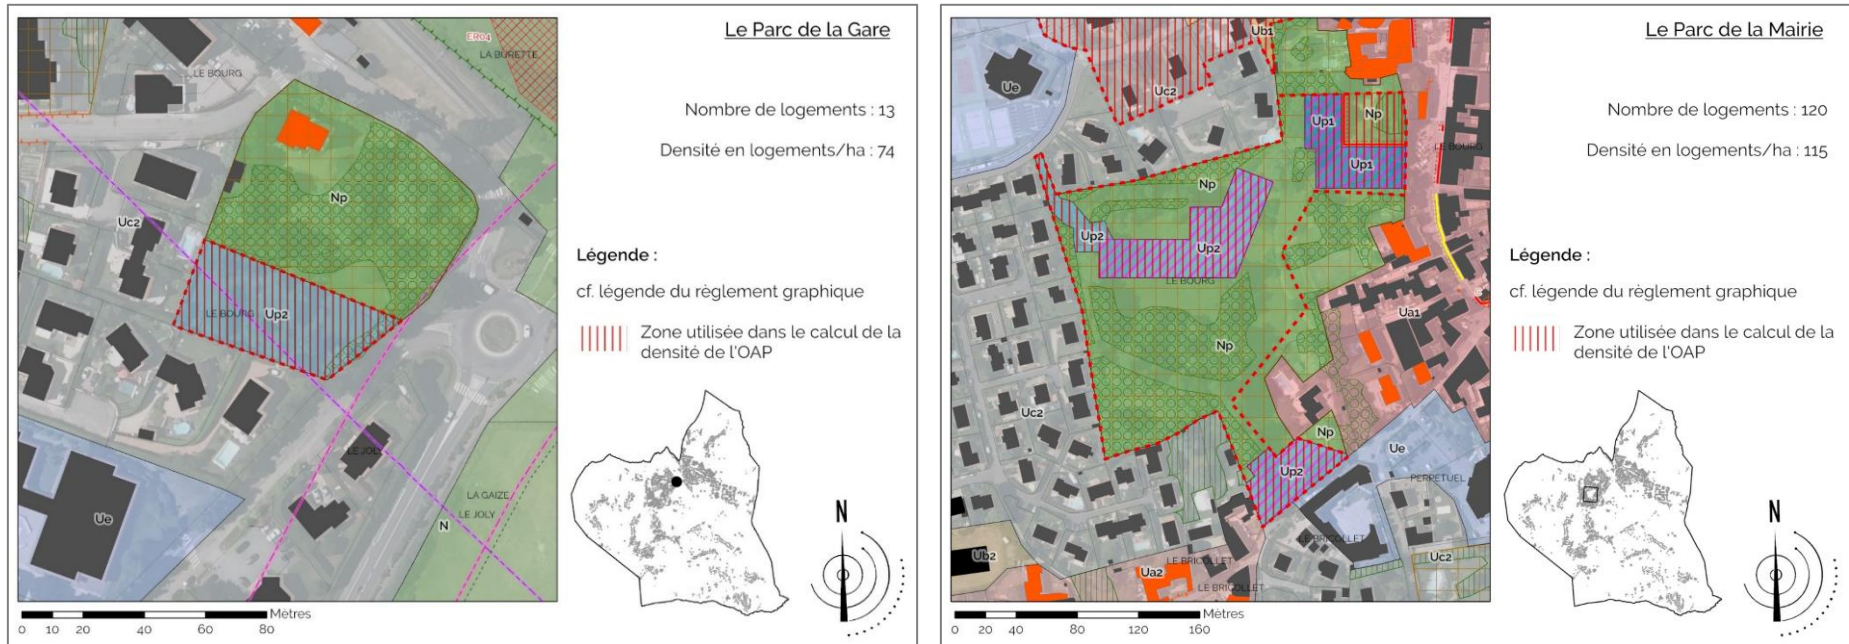 Le Parc de la Gare
Nombre de logements : 13
Densité en logements/ha : 74
Légende :
cf. légende du règlement graphique
Zone utilisée dans le calcul de la
densité de l'OAP
N
ER04
LA BURETTE
LE BOURG
Np
Uc2
Up2
LE BOURG
LE JOLY
LA GAIZE
LE JOLY
N
Ue
Mètres
0 10 20 40 60 80
Le Parc de la Mairie
Nombre de logements : 120
Densité en logements/ha : 115
Légende :
cf. légende du règlement graphique
Zone utilisée dans le calcul de la
densité de l'OAP
N
Ub1
Ue
Uc2
Up1
Np
LE BOURG
Up1
Np
Up2
Up2
LE BOURG
Ua1
Np
Uc2
Np
Ue
Up2
PERPETUEL
LE BRICOLLET
Ub2
Uc2
LE BRICOLLET
Ua2
LE BRICOLLET
Mètres
0 20 40 80 120 160